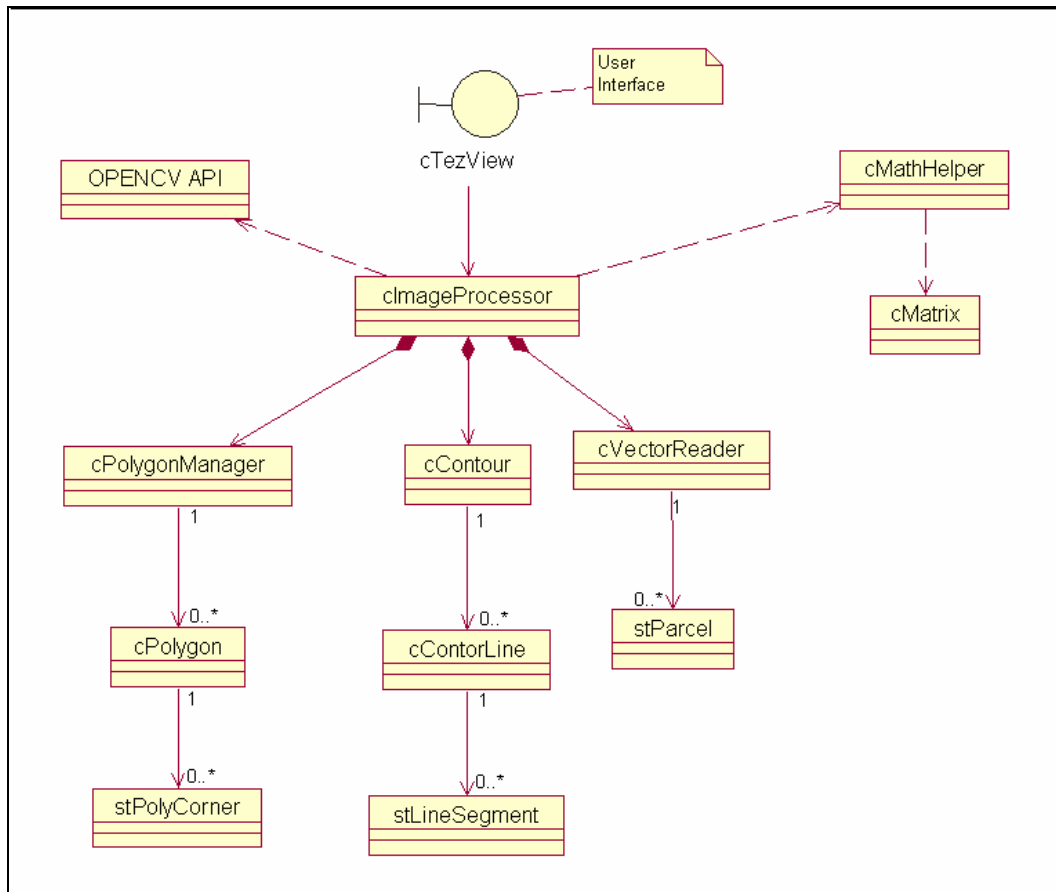 User
Interface
cTezView
OPENCV API
cMathHelper
cImageProcessor
cMatrix
cPolygonManager
cContour
cVectorReader
1
1
1
0..*
0..*
0..*
cPolygon
cContorLine
stParcel
1
1
0..*
0..*
stPolyCorner
stLineSegment